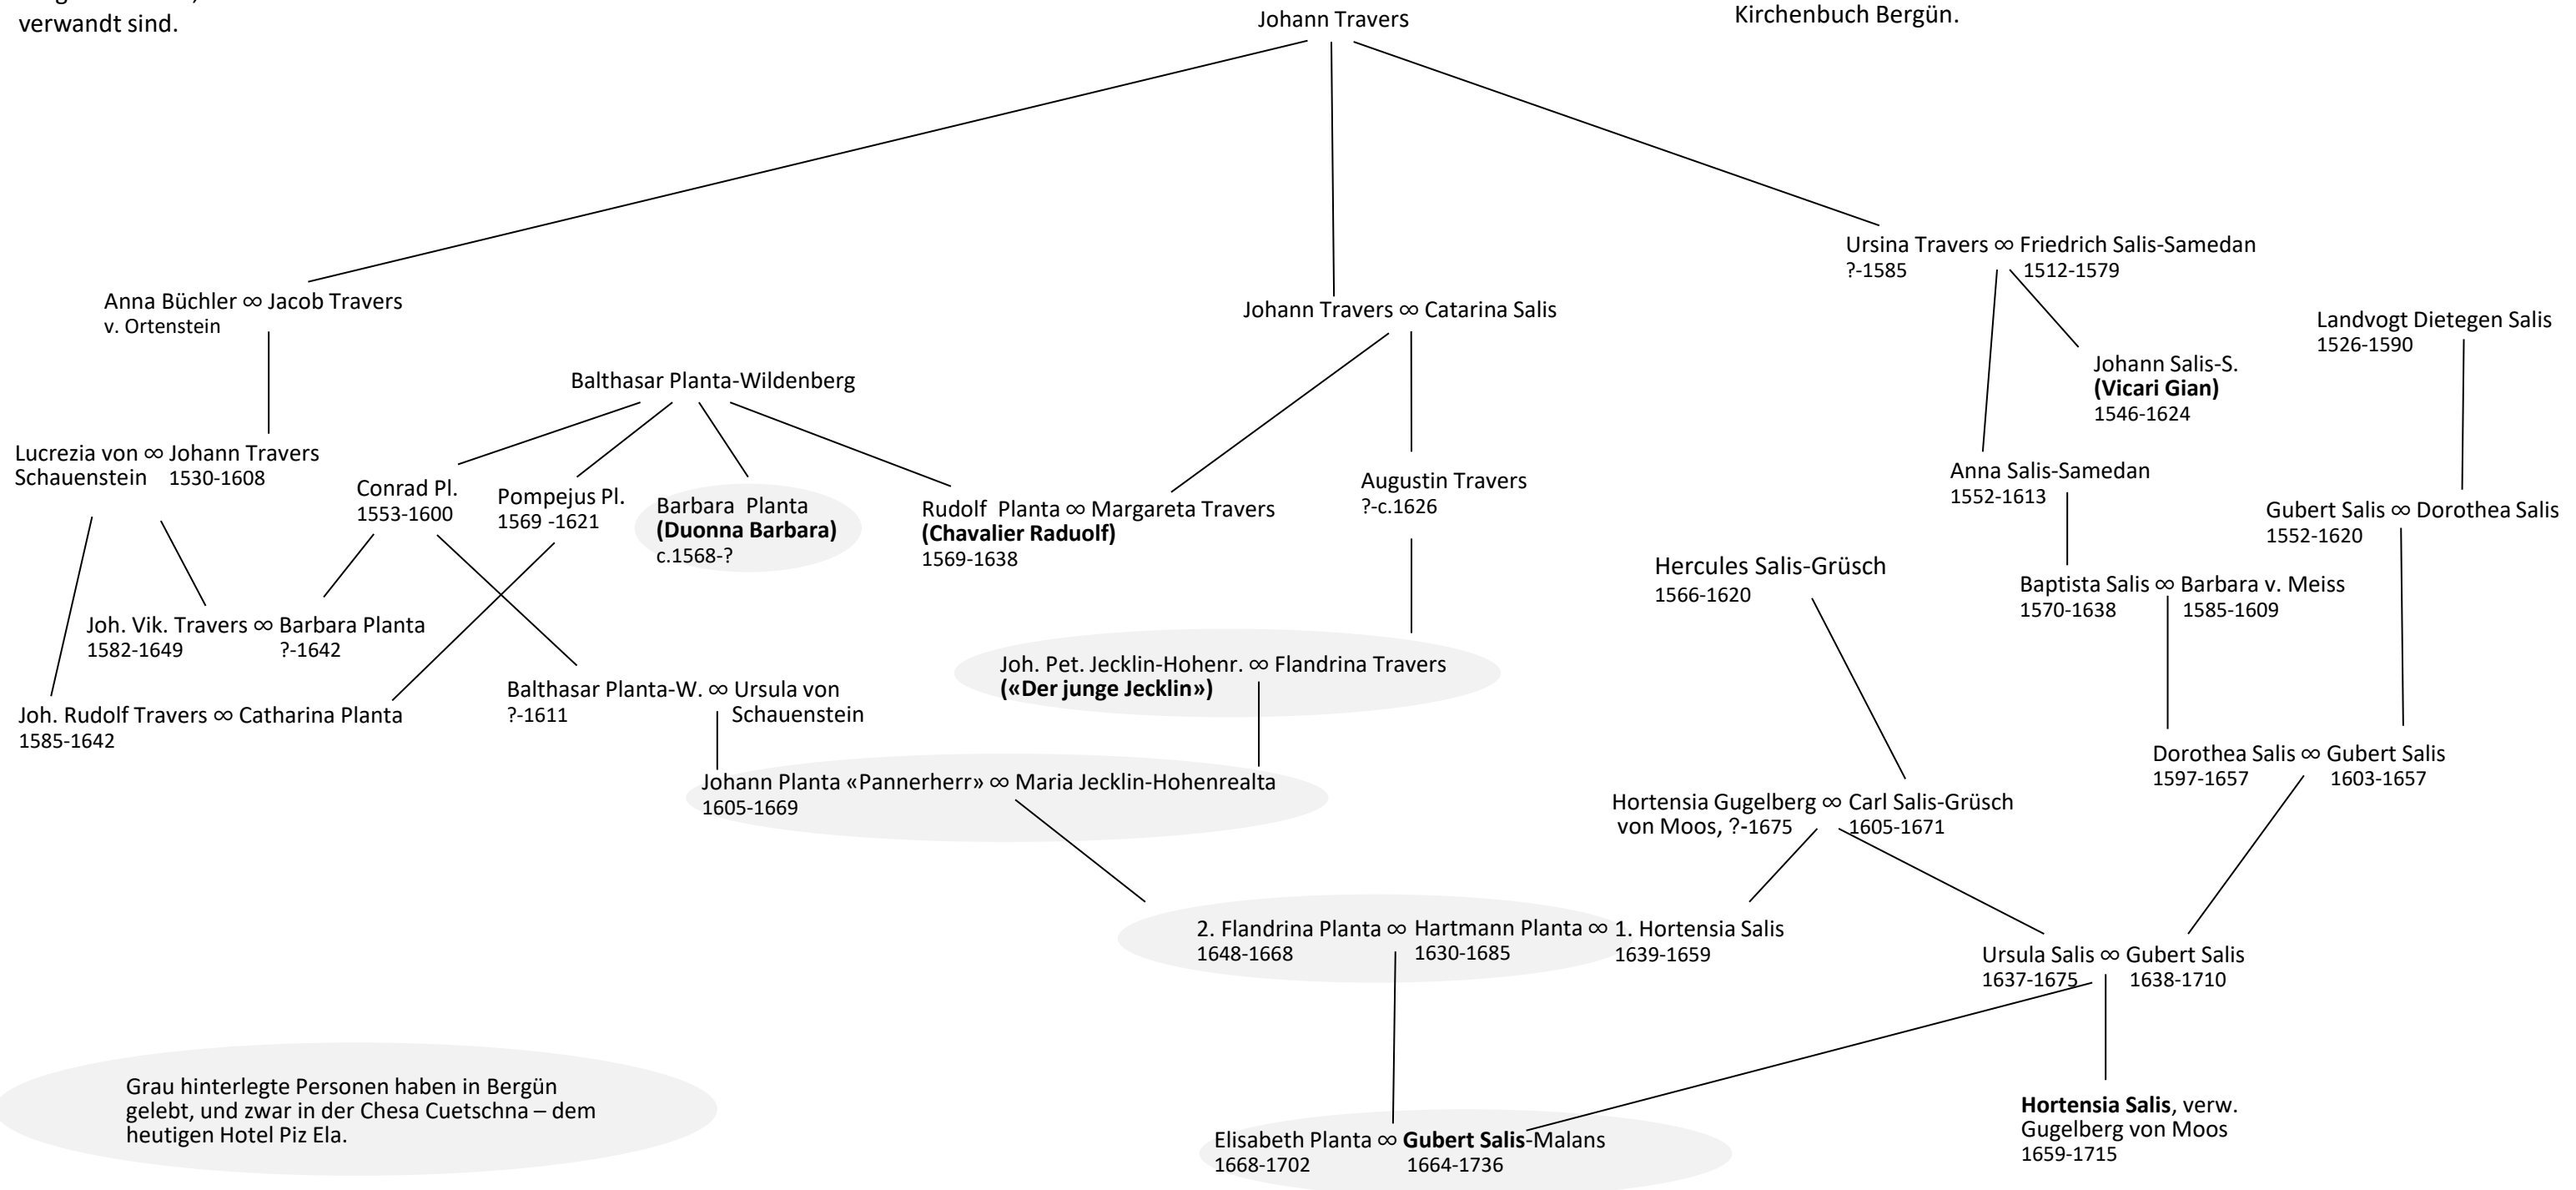 verwandt sind.
Kirchenbuch Bergün.
Johann Travers
Ursina Travers ∞ Friedrich Salis-Samedan
?-1585 1512-1579
Anna Büchler ∞ Jacob Travers
v. Ortenstein
Johann Travers ∞ Catarina Salis
Landvogt Dietegen Salis
1526-1590
Johann Salis-S.
(Vicari Gian)
1546-1624
Balthasar Planta-Wildenberg
Lucrezia von ∞ Johann Travers
Schauenstein 1530-1608
Conrad Pl.
1553-1600
Pompejus Pl.
1569 -1621
Barbara Planta
(Duonna Barbara)
c.1568-?
Rudolf Planta ∞ Margareta Travers
(Chavalier Raduolf)
1569-1638
Augustin Travers
?-c.1626
Anna Salis-Samedan
1552-1613
Gubert Salis ∞ Dorothea Salis
1552-1620
Hercules Salis-Grüsch
1566-1620
Baptista Salis ∞ Barbara v. Meiss
1570-1638 1585-1609
Joh. Vik. Travers ∞ Barbara Planta
1582-1649 ?-1642
Joh. Pet. Jecklin-Hohenr. ∞ Flandrina Travers
(«Der junge Jecklin»)
Balthasar Planta-W. ∞ Ursula von
?-1611 Schauenstein
Joh. Rudolf Travers ∞ Catharina Planta
1585-1642
Dorothea Salis ∞ Gubert Salis
1597-1657 1603-1657
Johann Planta «Pannerherr» ∞ Maria Jecklin-Hohenrealta
1605-1669
Hortensia Gugelberg ∞ Carl Salis-Grüsch
von Moos, ?-1675 1605-1671
2. Flandrina Planta ∞ Hartmann Planta ∞ 1. Hortensia Salis
1648-1668 1630-1685 1639-1659
Ursula Salis ∞ Gubert Salis
1637-1675 1638-1710
Grau hinterlegte Personen haben in Bergün
gelebt, und zwar in der Chesa Cuetschna – dem
heutigen Hotel Piz Ela.
Elisabeth Planta ∞ Gubert Salis-Malans
1668-1702 1664-1736
Hortensia Salis, verw.
Gugelberg von Moos
1659-1715